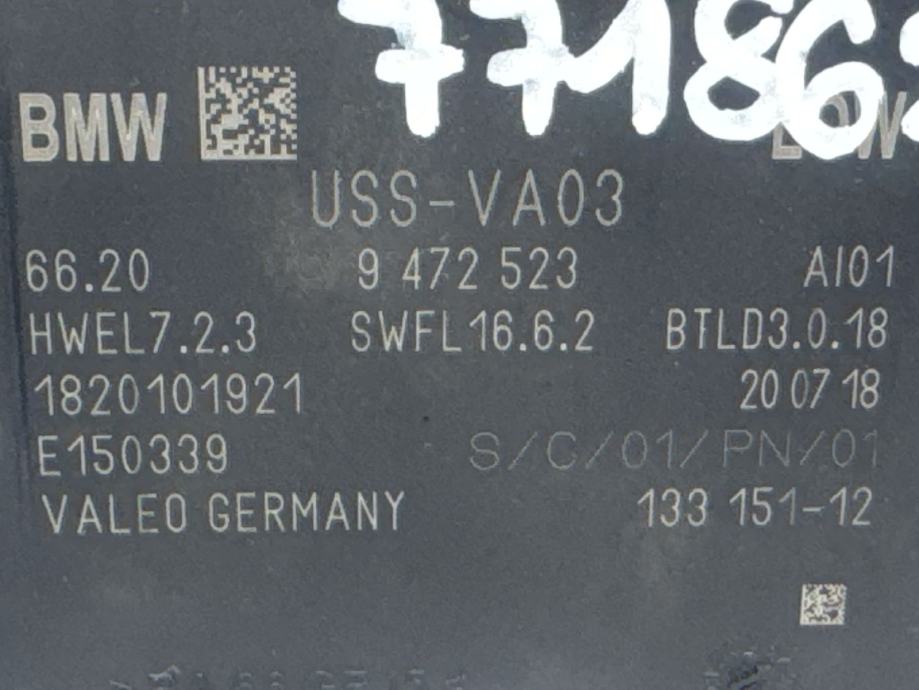 77186
BMW
USS-VA03
66.20 9 472 523 AI01
HWEL7.2.3 SWFL16.6.2 BTLD3.0.18
1820101921 20 07 18
E150339 S/C/01/PN/01
VALEO GERMANY 133 151-12